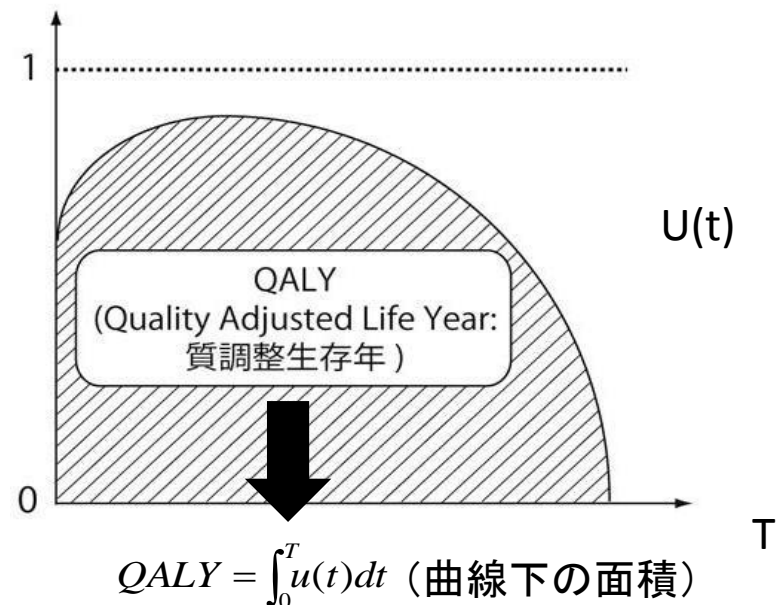 1
U(t)
QALY
(Quality Adjusted Life Year:
質調整生存年)
0
T
QALY = ∫₀ᵀu(t)dt (曲線下の面積)